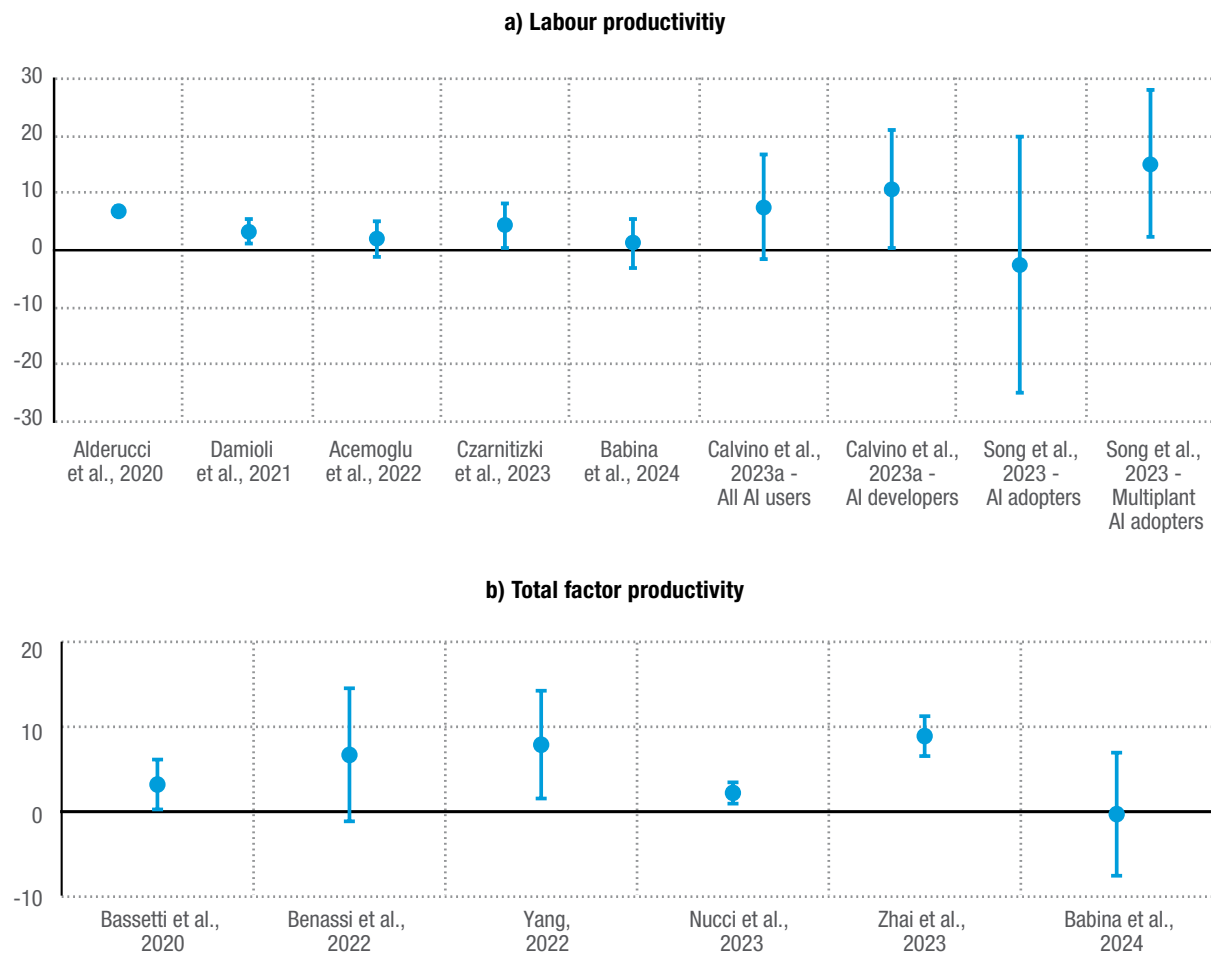 a) Labour productivitiy
30
20
10
0
-10
-20
-30
Alderucci
et al., 2020
Damioli
et al., 2021
Acemoglu
et al., 2022
Czarnitizki
et al., 2023
Babina
et al., 2024
Calvino et al.,
2023a -
All AI users
Calvino et al.,
2023a -
AI developers
Song et al.,
2023 -
AI adopters
Song et al.,
2023 -
Multiplant
AI adopters
b) Total factor productivity
20
10
0
-10
Bassetti et al.,
2020
Benassi et al.,
2022
Yang,
2022
Nucci et al.,
2023
Zhai et al.,
2023
Babina et al.,
2024